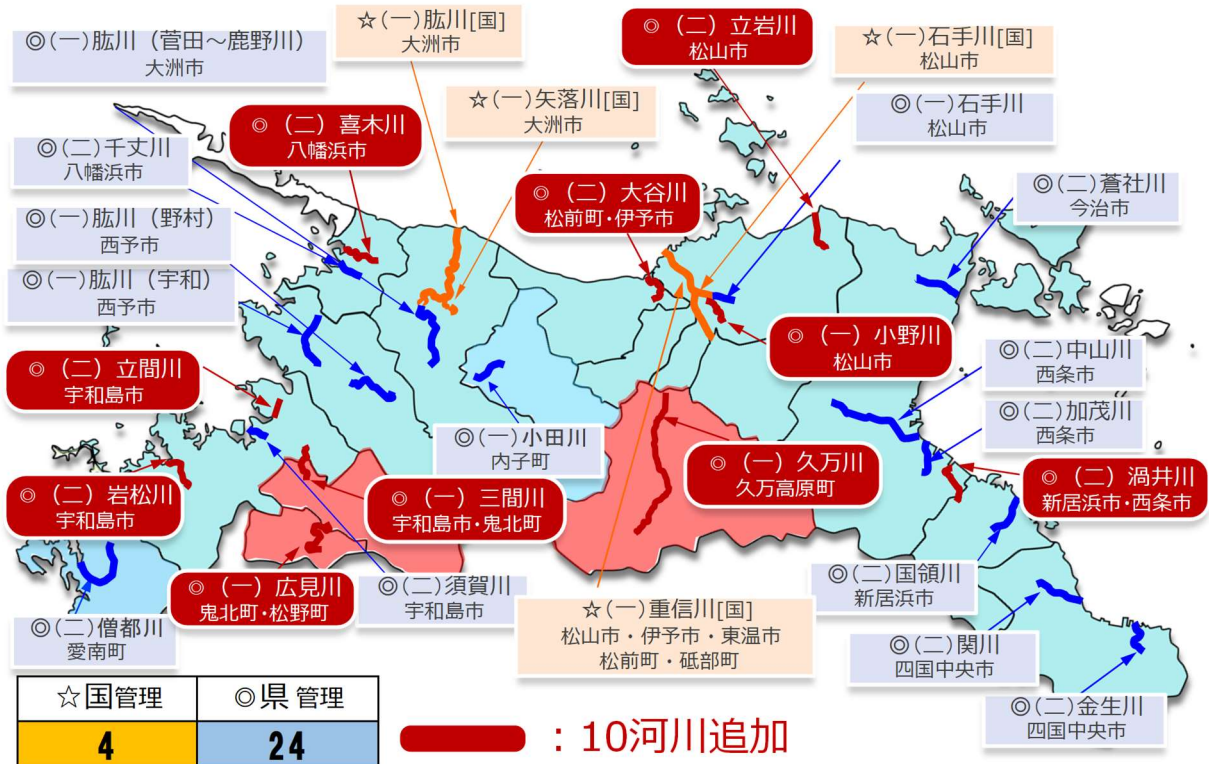 ◎(一)肱川（菅田～鹿野川）
大洲市
☆(一)肱川[国]
大洲市
◎（二）立岩川
松山市
☆(一)石手川[国]
松山市
☆(一)矢落川[国]
大洲市
◎(一)石手川
松山市
◎（二）喜木川
八幡浜市
◎(二)千丈川
八幡浜市
◎（二）大谷川
松前町・伊予市
◎(二)蒼社川
今治市
◎(一)肱川（野村）
西予市
◎(一)肱川（宇和）
西予市
◎（一）小野川
松山市
◎（二）立間川
宇和島市
◎(二)中山川
西条市
◎(二)加茂川
西条市
◎(一)小田川
内子町
◎（一）久万川
久万高原町
◎（二）渦井川
新居浜市・西条市
◎（二）岩松川
宇和島市
◎（一）三間川
宇和島市・鬼北町
◎（一）広見川
鬼北町・松野町
◎(二)須賀川
宇和島市
◎(二)国領川
新居浜市
☆(一)重信川[国]
松山市・伊予市・東温市
松前町・砥部町
◎(二)僧都川
愛南町
◎(二)関川
四国中央市
◎(二)金生川
四国中央市
☆国管理 ◎県管理
4 24
：10河川追加